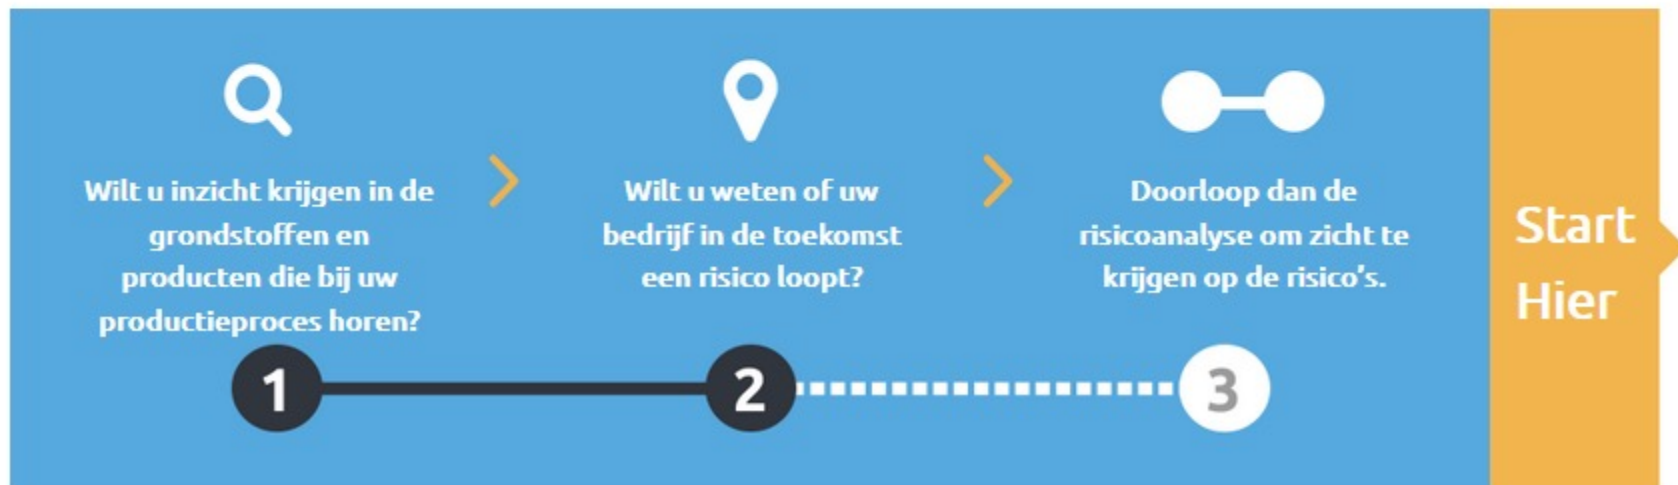 Wilt u inzicht krijgen in de
grondstoffen en
producten die bij uw
productieproces horen?
Wilt u weten of uw
bedrijf in de toekomst
een risico loopt?
Doorloop dan de
risicoanalyse om zicht te
krijgen op de risico's.
1
2
3
Start
Hier